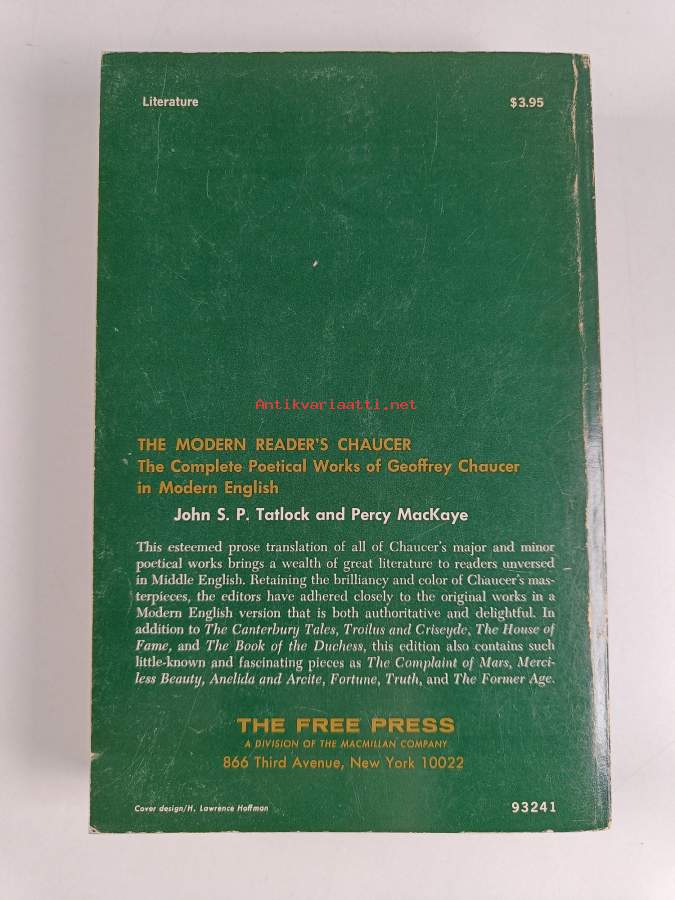 Literature $3.95
Antikvariaatti.net
THE MODERN READER'S CHAUCER
The Complete Poetical Works of Geoffrey Chaucer
in Modern English
John S. P. Tatlock and Percy MacKaye
This esteemed prose translation of all of Chaucer's major and minor
poetical works brings a wealth of great literature to readers unversed
in Middle English. Retaining the brilliancy and color of Chaucer's mas-
terpieces, the editors have adhered closely to the original works in a
Modern English version that is both authoritative and delightful. In
addition to The Canterbury Tales, Troilus and Criseyde, The House of
Fame, and The Book of the Duchess, this edition also contains such
little-known and fascinating pieces as The Complaint of Mars, Merci-
less Beauty, Anelida and Arcite, Fortune, Truth, and The Former Age.
THE FREE PRESS
A DIVISION OF THE MACMILLAN COMPANY
866 Third Avenue, New York 10022
Cover design/H. Lawrence Hoffman 93241